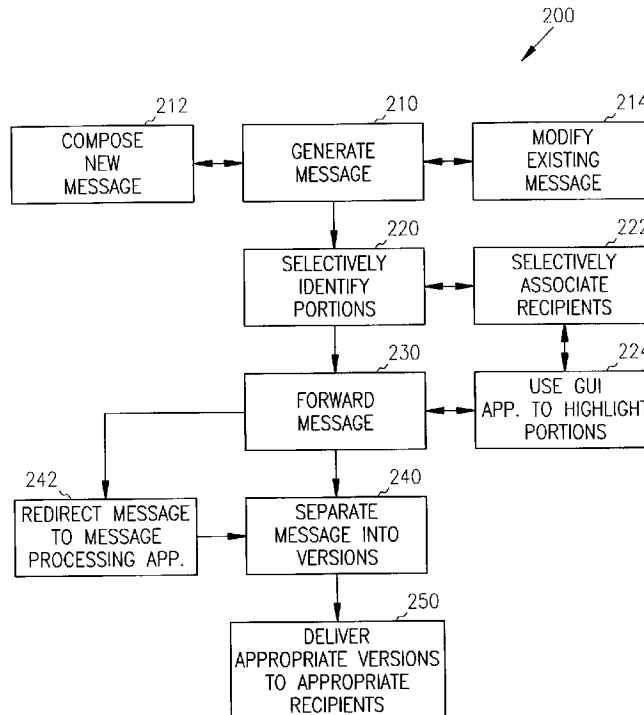 200
212
COMPOSE
NEW
MESSAGE
210
GENERATE
MESSAGE
214
MODIFY
EXISTING
MESSAGE
220
SELECTIVELY
IDENTIFY
PORTIONS
222
SELECTIVELY
ASSOCIATE
RECIPIENTS
230
FORWARD
MESSAGE
224
USE GUI
APP. TO HIGHLIGHT
PORTIONS
242
REDIRECT MESSAGE
TO MESSAGE
PROCESSING APP.
240
SEPARATE
MESSAGE INTO
VERSIONS
250
DELIVER
APPROPRIATE VERSIONS
TO APPROPRIATE
RECIPIENTS